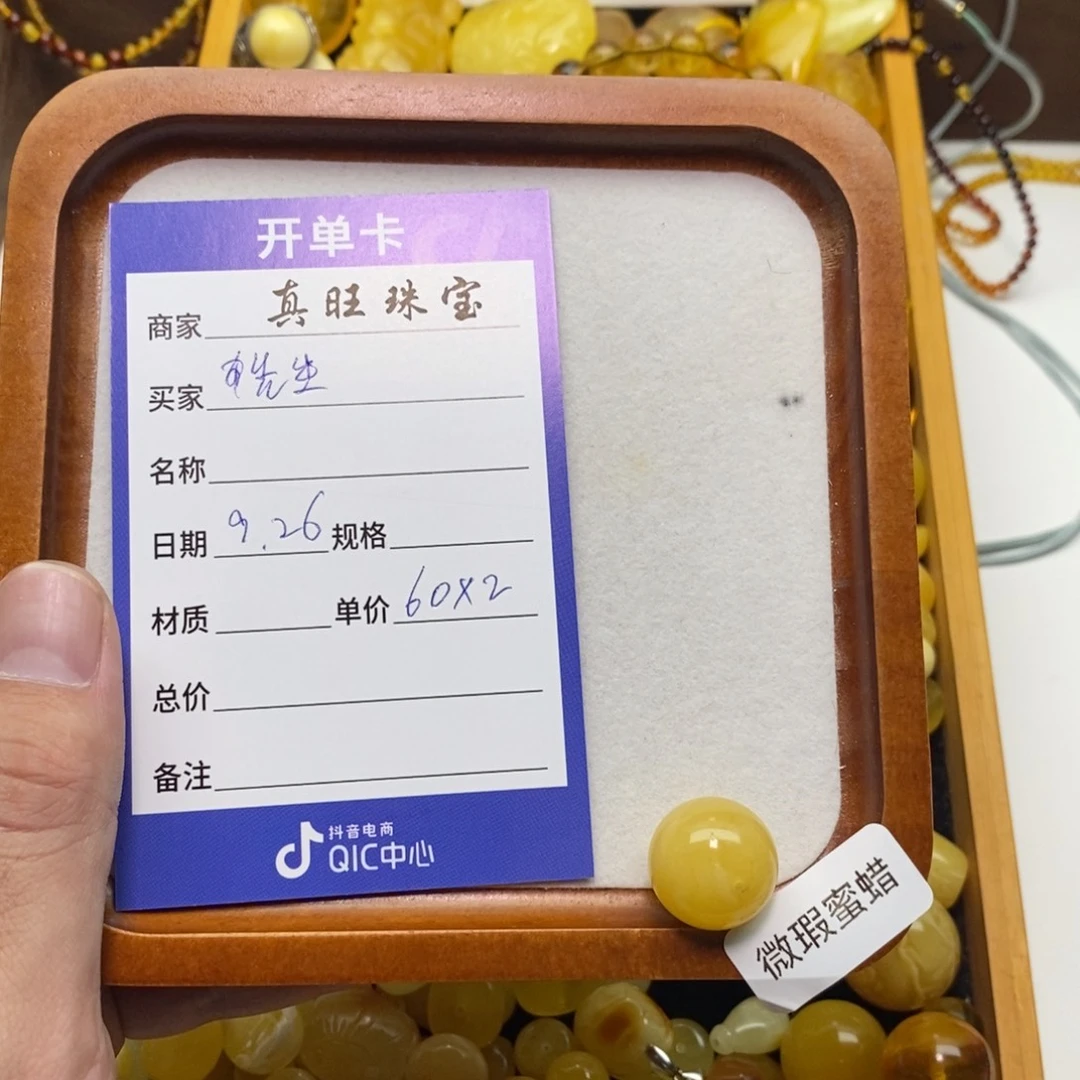 开单卡
商家 真旺珠宝
买家 先生
名称
日期 9.26 规格
材质 单价 60X2
总价
备注
抖音电商
QIC中心
微瑕蜜蜡